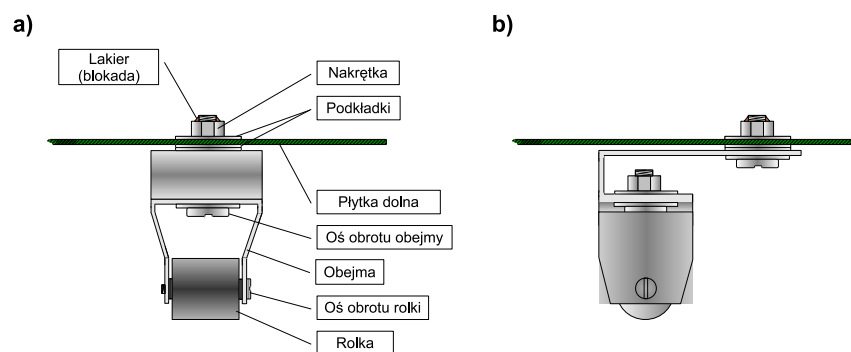 a)
b)
Lakier
(blokada)
Nakrętka
Podkładki
Płytka dolna
Oś obrotu obejmy
Obejma
Oś obrotu rolki
Rolka